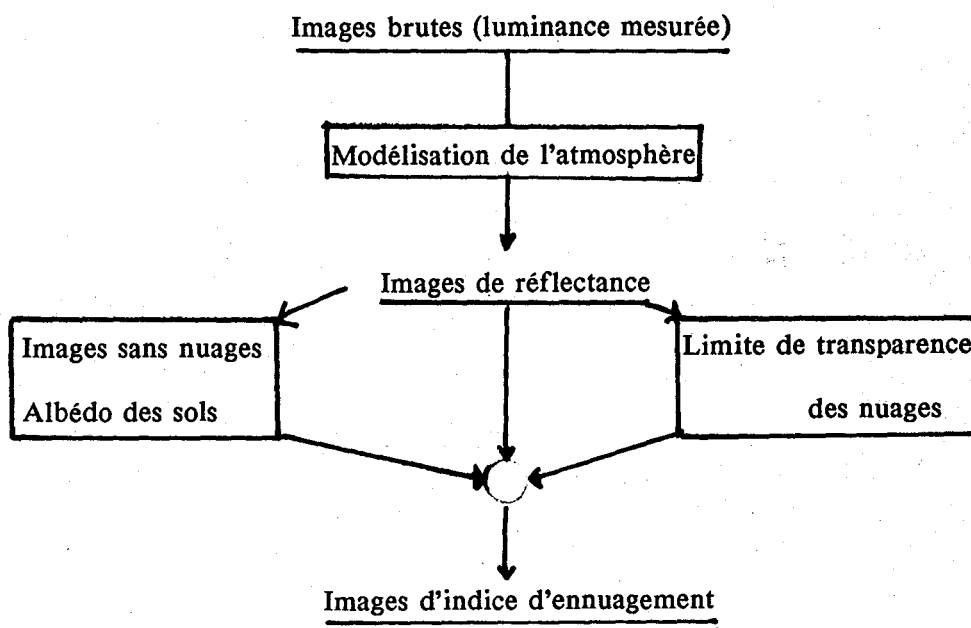 Images brutes (luminance mesurée)
Modélisation de l'atmosphère
Images de réflectance
Images sans nuages
Albédo des sols
Limite de transparence
des nuages
Images d'indice d'ennuagement